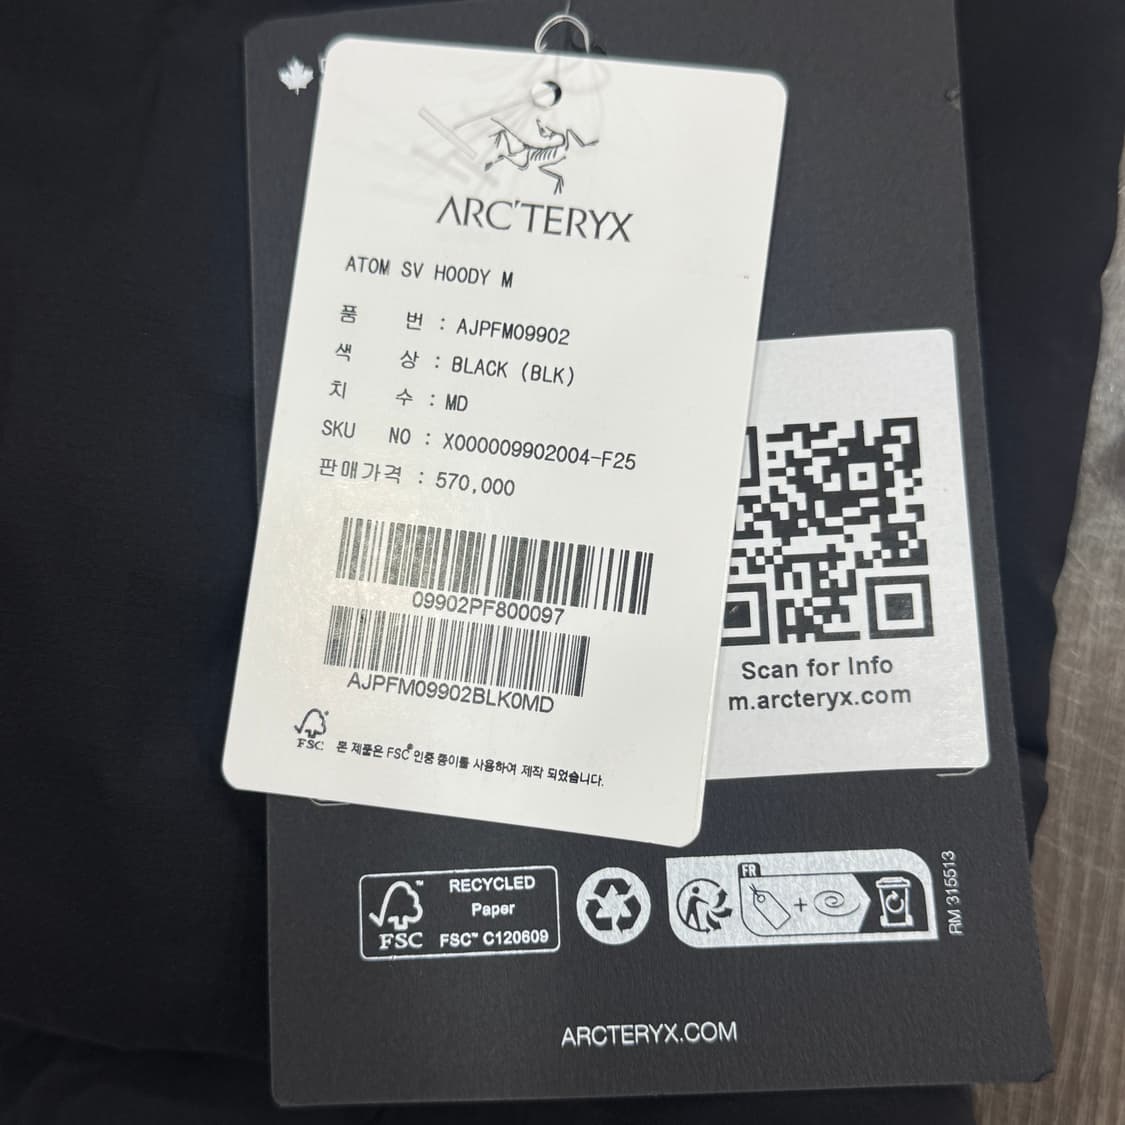 ARC'TERYX
ATOM SV HOODY M
품 번 : AJPFM09902
색 상 : BLACK (BLK)
치 수 : MD
SKU NO : X000009902004-F25
판매가격 : 570,000
09902PF800097
AJPFM09902BLK0MD
FSC 본 제품은 FSC® 인증 종이를 사용하여 제작 되었습니다.
Scan for Info
m.arcteryx.com
RECYCLED
Paper
FSC™ C120609
FSC™
FR
RM 315513
ARCTERYX.COM